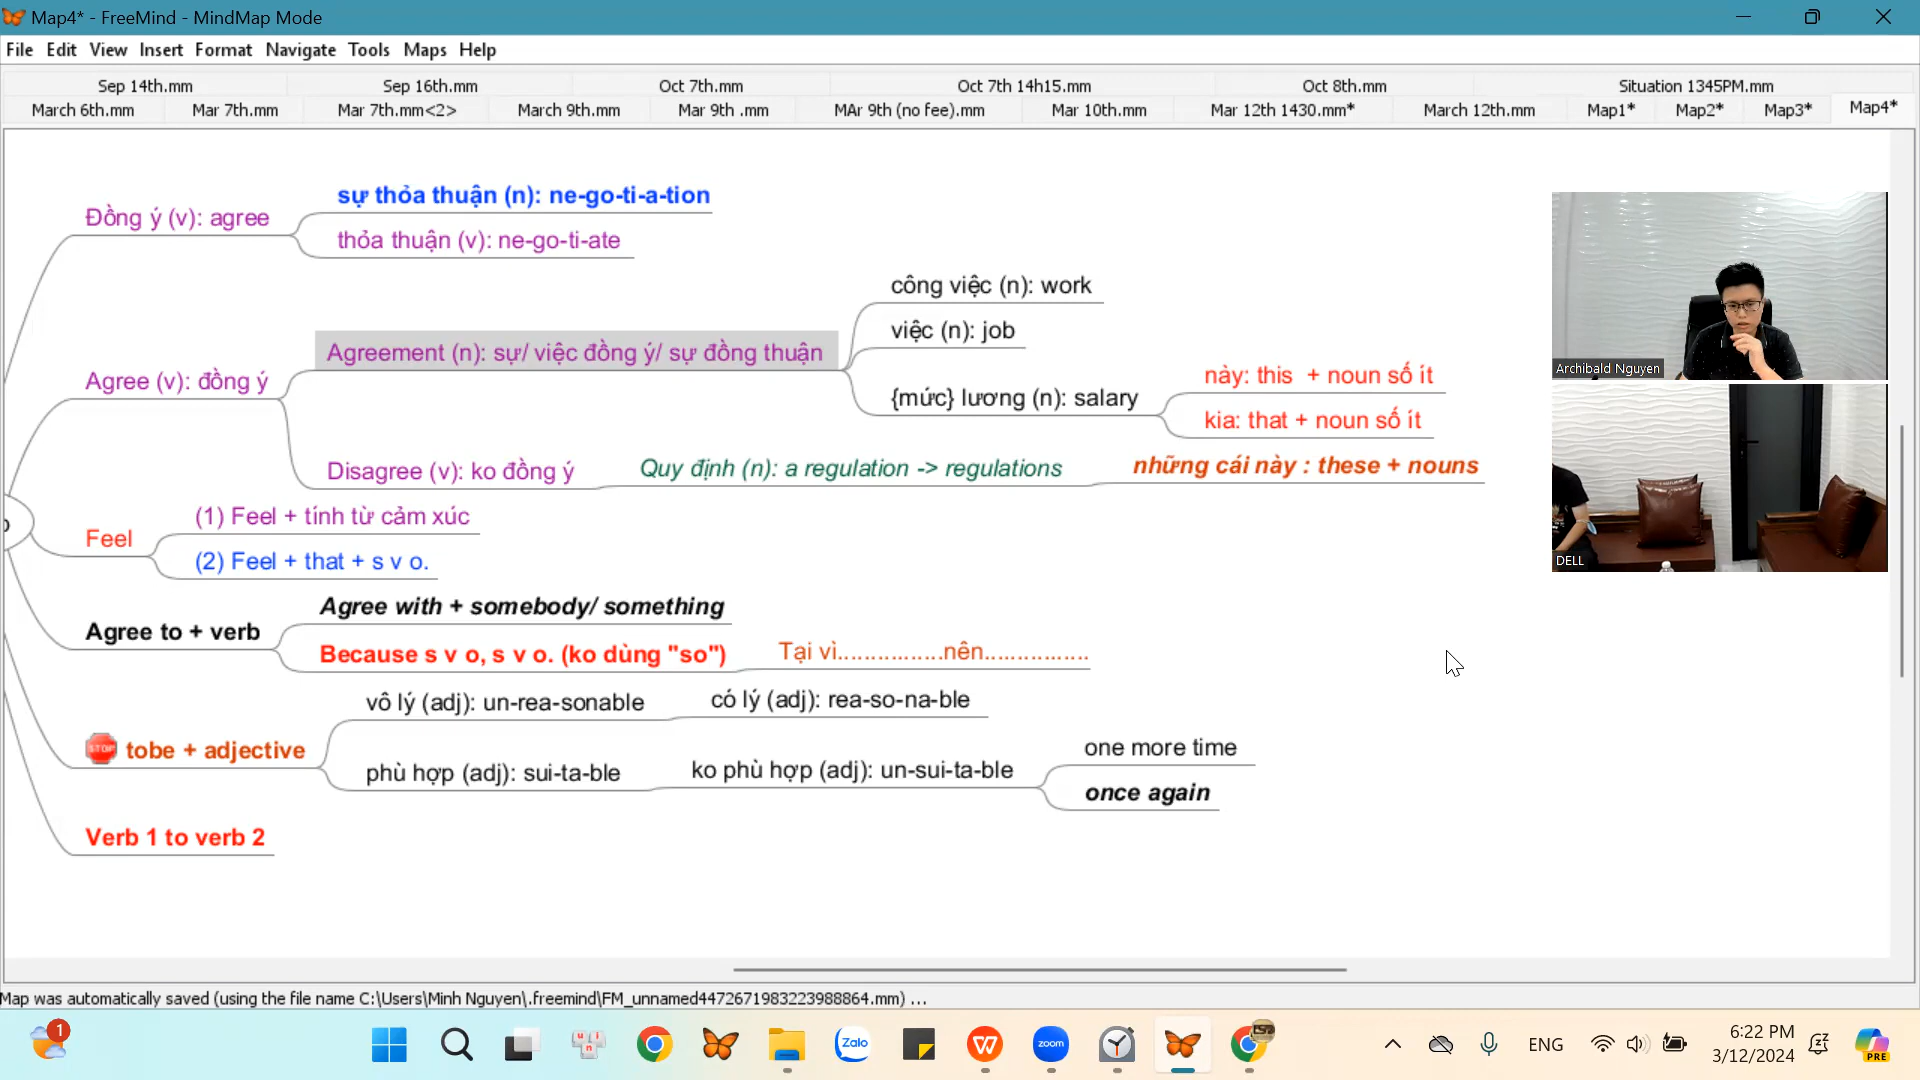 Map4* - FreeMind - MindMap Mode
File Edit View Insert Format Navigate Tools Maps Help
Sep 14th.mm Sep 16th.mm Oct 7th.mm Oct 7th 14h15.mm Oct 8th.mm Situation 1345PM.mm
March 6th.mm Mar 7th.mm Mar 7th.mm<2> March 9th.mm Mar 9th .mm MAr 9th (no fee).mm Mar 10th.mm Mar 12th 1430.mm* March 12th.mm Map1* Map2* Map3* Map4*
Đồng ý (v): agree
sự thỏa thuận (n): ne-go-ti-a-tion
thỏa thuận (v): ne-go-ti-ate
Agree (v): đồng ý
Agreement (n): sự/ việc đồng ý/ sự đồng thuận
công việc (n): work
việc (n): job
{mức} lương (n): salary
này: this + noun số ít
kia: that + noun số ít
Disagree (v): ko đồng ý
Quy định (n): a regulation -> regulations
những cái này : these + nouns
Feel
(1) Feel + tính từ cảm xúc
(2) Feel + that + s v o.
Agree to + verb
Agree with + somebody/ something
Because s v o, s v o. (ko dùng "so")
Tại vì................nên................
STOP tobe + adjective
vô lý (adj): un-rea-sonable
có lý (adj): rea-so-na-ble
phù hợp (adj): sui-ta-ble
ko phù hợp (adj): un-sui-ta-ble
one more time
once again
Verb 1 to verb 2
Archibald Nguyen
DELL
Map was automatically saved (using the file name C:\Users\Minh Nguyen\.freemind\FM_unnamed4472671983223988864.mm) ...
1
uni
Zalo
zoom
ENG
6:22 PM
3/12/2024
PRE